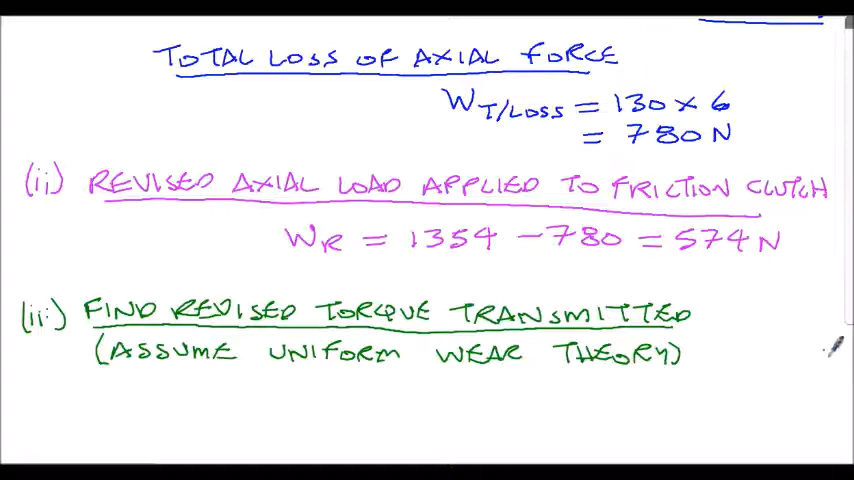 TOTAL LOSS OF AXIAL FORCE
W T/LOSS = 130 × 6
= 780 N
(ii) REVISED AXIAL LOAD APPLIED TO FRICTION CLUTCH
WR = 1354 - 780 = 574 N
(iii) FIND REVISED TORQUE TRANSMITTED
(ASSUME UNIFORM WEAR THEORY)